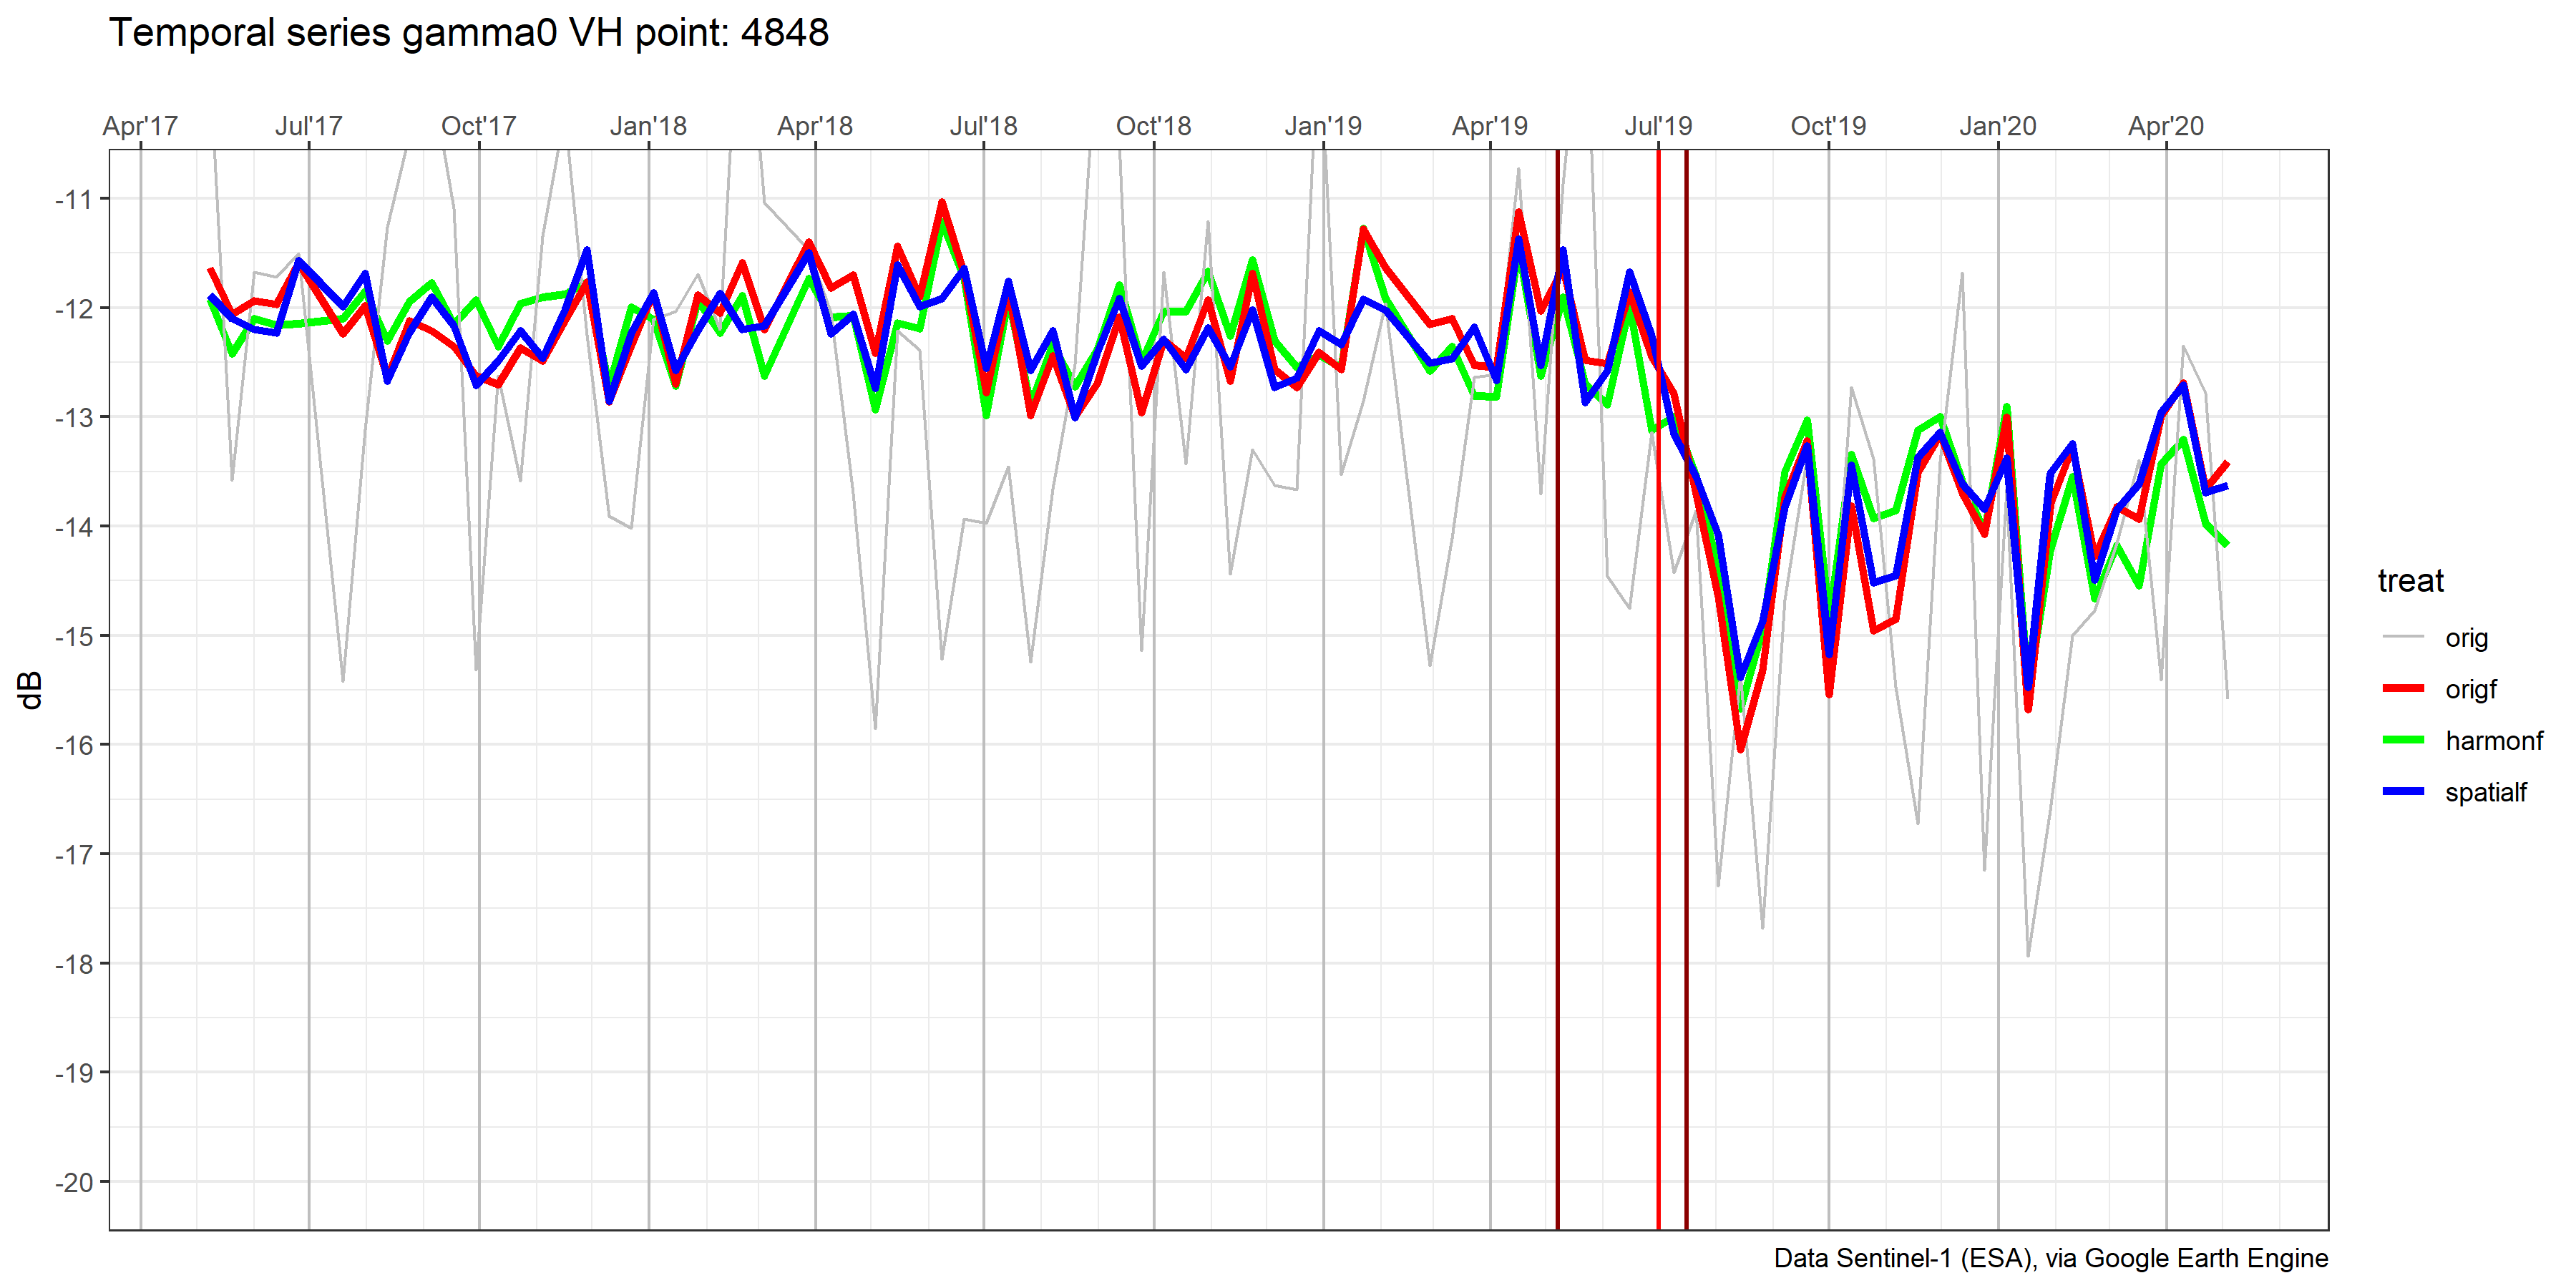 Temporal series gamma0 VH point: 4848
Apr'17 Jul'17 Oct'17 Jan'18 Apr'18 Jul'18 Oct'18 Jan'19 Apr'19 Jul'19 Oct'19 Jan'20 Apr'20
-11
-12
-13
-14
-15
-16
-17
-18
-19
-20
dB
treat
orig
origf
harmonf
spatialf
Data Sentinel-1 (ESA), via Google Earth Engine